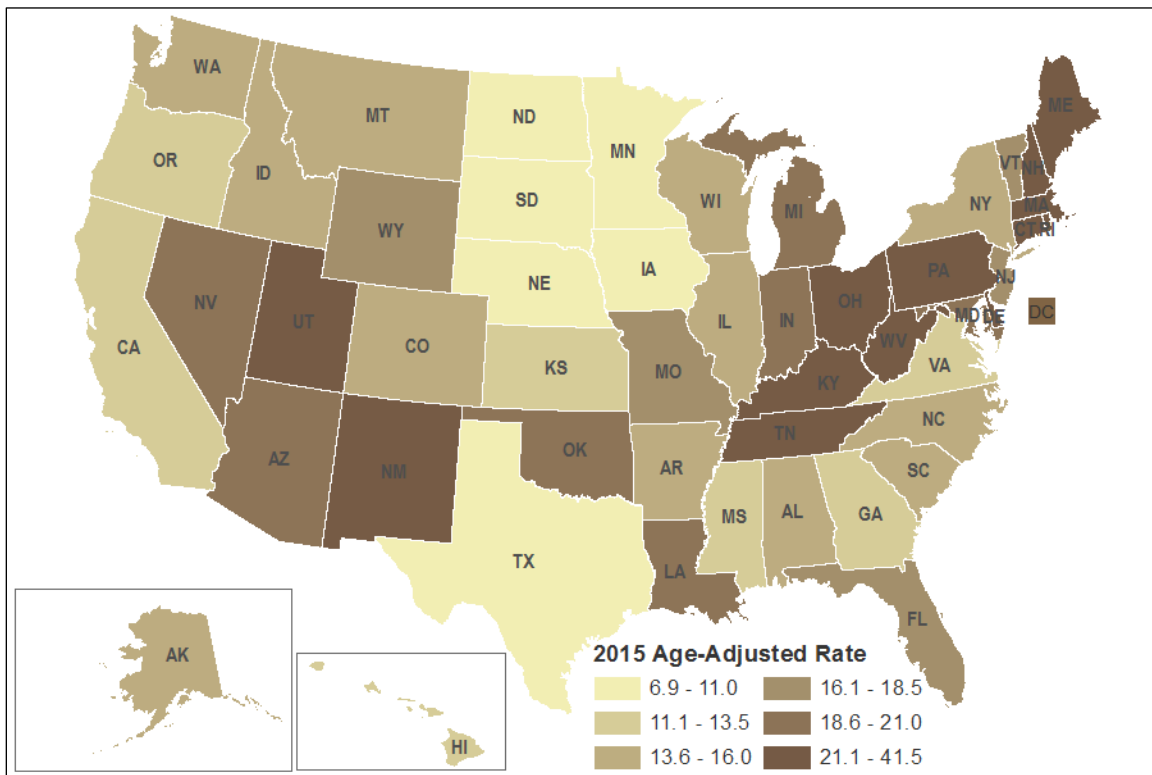 WA
MT
ND
MN
ME
OR
ID
SD
WI
VT
NH
NY
MA
MI
WY
CT RI
IA
PA
NE
NJ
NV
OH
UT
IL
IN
MD DE
DC
CA
CO
WV
VA
KS
MO
KY
NC
TN
AZ
NM
OK
AR
SC
MS
AL
GA
TX
LA
FL
AK
HI
2015 Age-Adjusted Rate
6.9 - 11.0
11.1 - 13.5
13.6 - 16.0
16.1 - 18.5
18.6 - 21.0
21.1 - 41.5